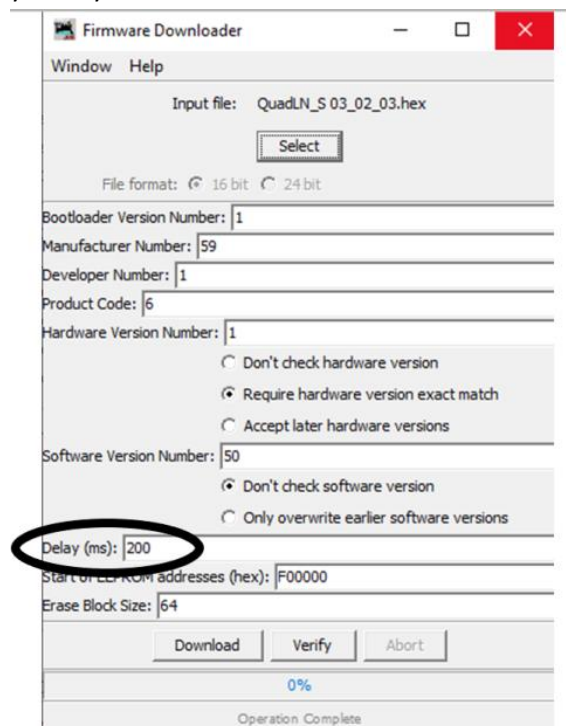 Firmware Downloader
Window Help
Input file: QuadLN_S 03_02_03.hex
Select
File format: 16 bit 24 bit
Bootloader Version Number: 1
Manufacturer Number: 59
Developer Number: 1
Product Code: 6
Hardware Version Number: 1
Don't check hardware version
Require hardware version exact match
Accept later hardware versions
Software Version Number: 50
Don't check software version
Only overwrite earlier software versions
Delay (ms): 200
Start of EEPROM addresses (hex): F00000
Erase Block Size: 64
Download Verify Abort
0%
Operation Complete